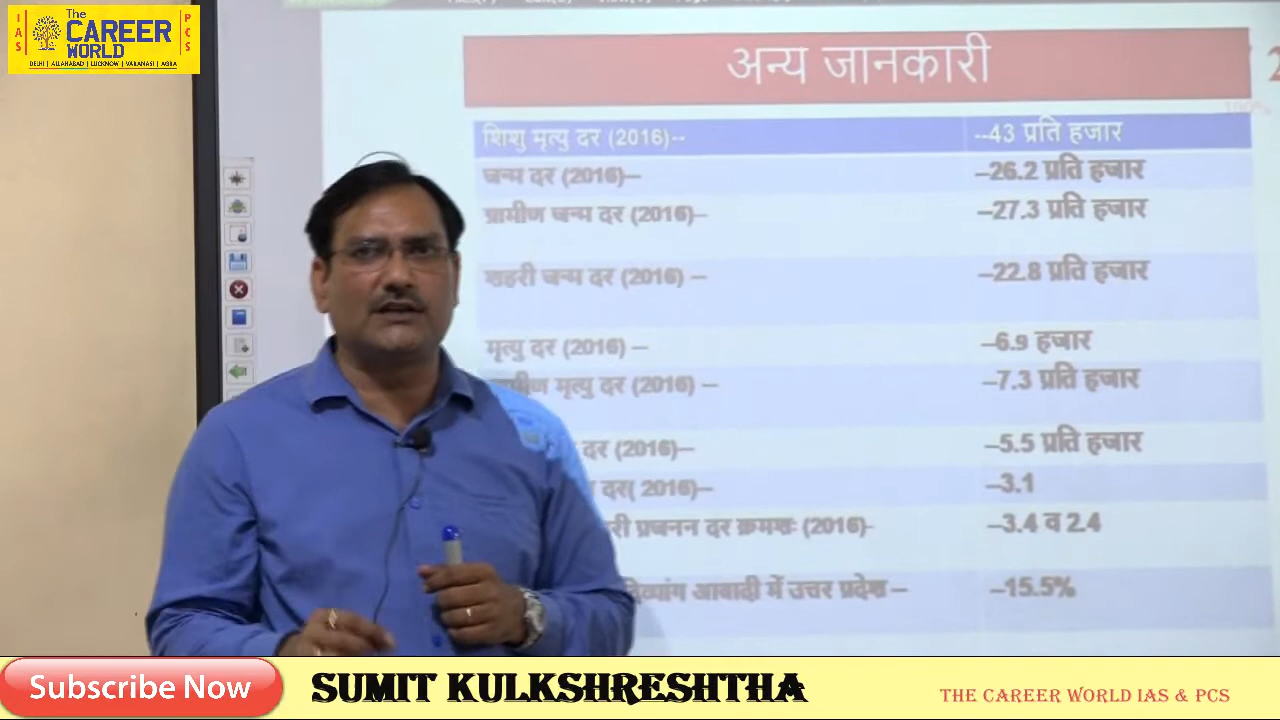 The
CAREER
WORLD
IAS
PCS
DELHI | ALLAHABAD | LUCKNOW | VARANASI | AGRA
अन्य जानकारी
शिशु मृत्यु दर (2016)-- --43 प्रति हजार
जन्म दर (2016)– –26.2 प्रति हजार
ग्रामीण जन्म दर (2016)– –27.3 प्रति हजार
शहरी जन्म दर (2016) – –22.8 प्रति हजार
मृत्यु दर (2016) – –6.9 हजार
मृत्यु दर (2016) – –7.3 प्रति हजार
दर (2016)– –5.5 प्रति हजार
दर( 2016)– –3.1
प्रजनन दर क्रमशः (2016)- –3.4 व 2.4
आबादी में उत्तर प्रदेश – –15.5%
Subscribe Now
SUMIT KULKSHRESHTHA
THE CAREER WORLD IAS & PCS